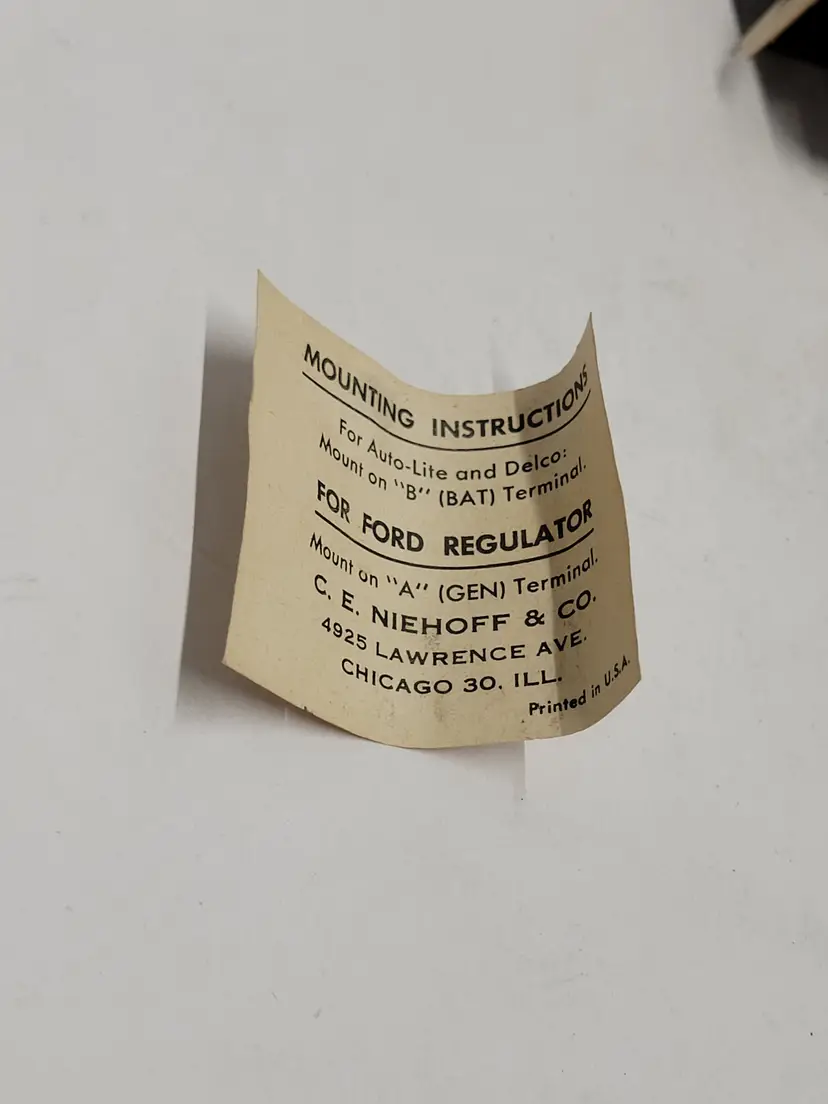 MOUNTING INSTRUCTIONS
For Auto-Lite and Delco:
Mount on "B" (BAT) Terminal.
FOR FORD REGULATOR
Mount on "A" (GEN) Terminal.
C. E. NIEHOFF & CO.
4925 LAWRENCE AVE.
CHICAGO 30. ILL.
Printed in U.S.A.